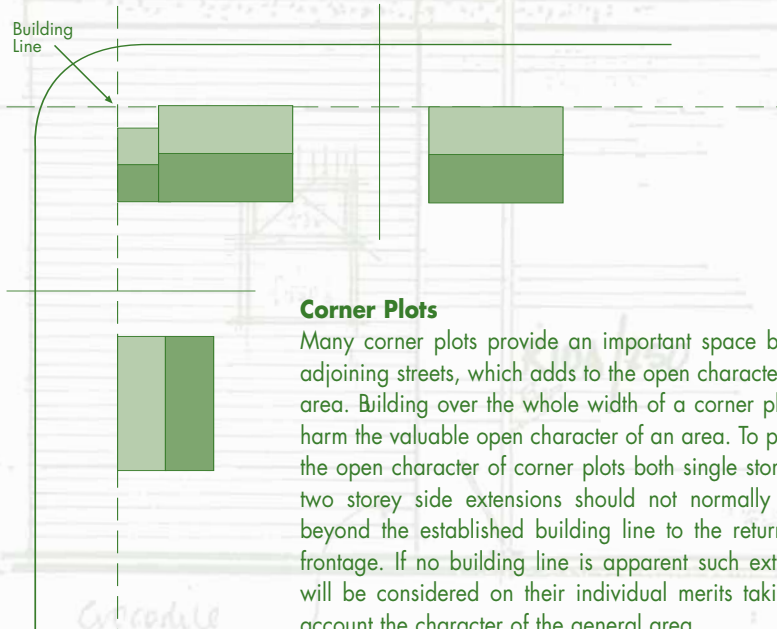 Building
Line
Corner Plots
Many corner plots provide an important space b
adjoining streets, which adds to the open characte
area. Building over the whole width of a corner pl
harm the valuable open character of an area. To p
the open character of corner plots both single stor
two storey side extensions should not normally
beyond the established building line to the retur
frontage. If no building line is apparent such ext
will be considered on their individual merits taki
account the character of the general area
Crocodile